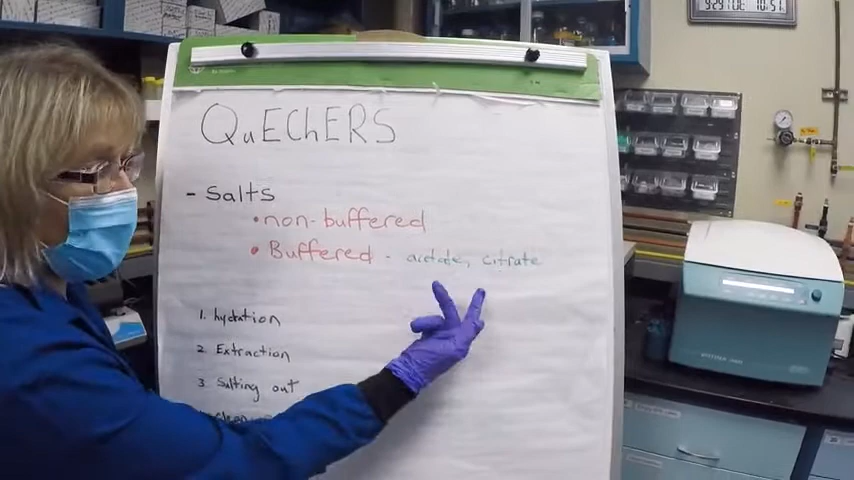 QuEChERS
- Salts
• non-buffered
• Buffered - acetate, citrate
1. hydration
2 Extraction
3 Salting out